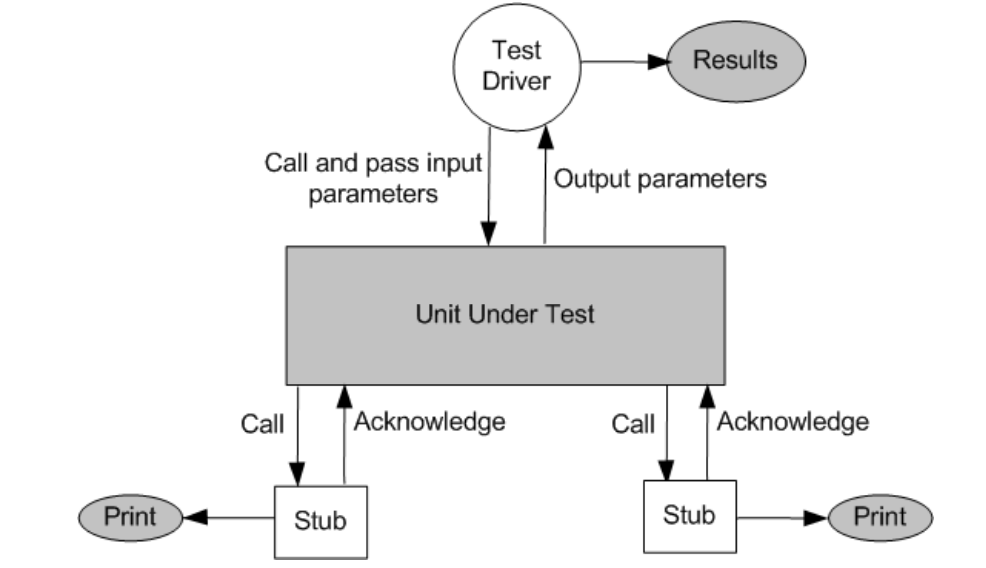 Test
Driver
Results
Call and pass input
parameters
Output parameters
Unit Under Test
Call
Acknowledge
Call
Acknowledge
Print
Stub
Stub
Print